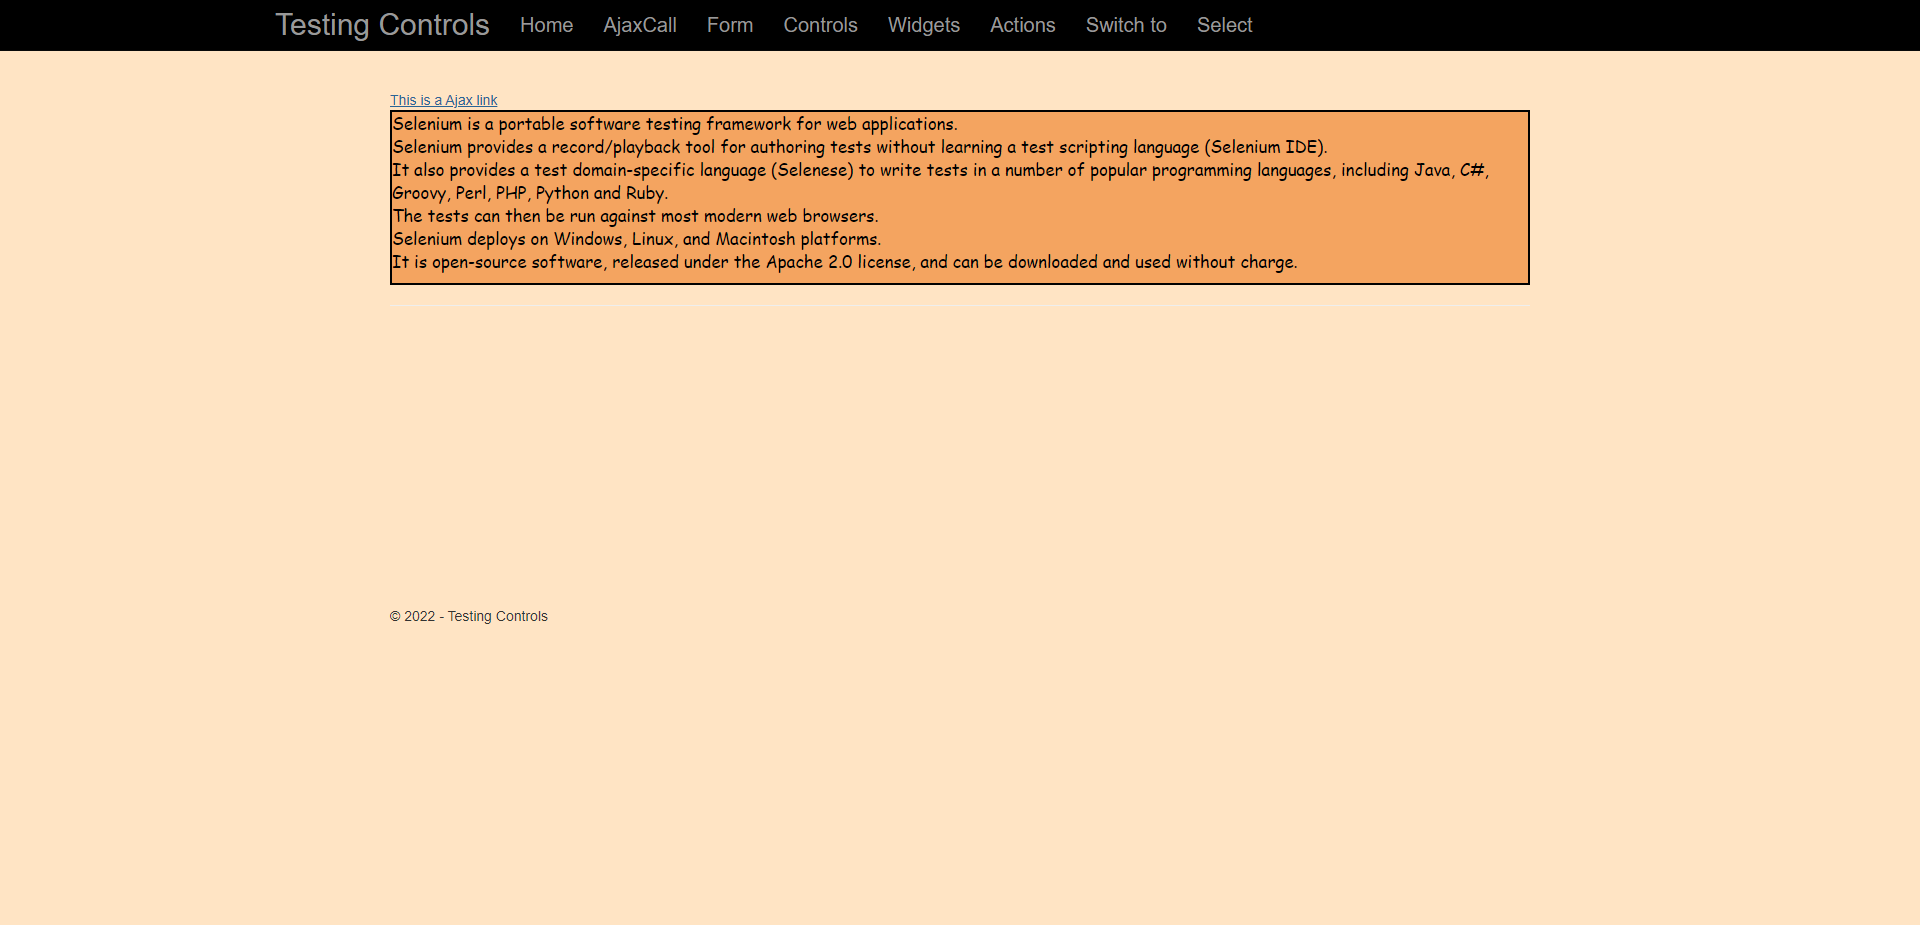 Testing Controls Home AjaxCall Form Controls Widgets Actions Switch to Select
This is a Ajax link
Selenium is a portable software testing framework for web applications.
Selenium provides a record/playback tool for authoring tests without learning a test scripting language (Selenium IDE).
It also provides a test domain-specific language (Selenese) to write tests in a number of popular programming languages, including Java, C#,
Groovy, Perl, PHP, Python and Ruby.
The tests can then be run against most modern web browsers.
Selenium deploys on Windows, Linux, and Macintosh platforms.
It is open-source software, released under the Apache 2.0 license, and can be downloaded and used without charge.
© 2022 - Testing Controls